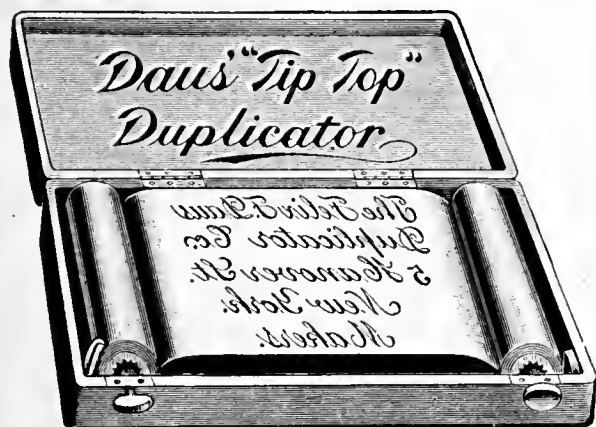 Daus' "Tip Top"
Duplicator
The Felix F. Daus
Duplicator Co.
5 Hanover St.
New York.
Makers.